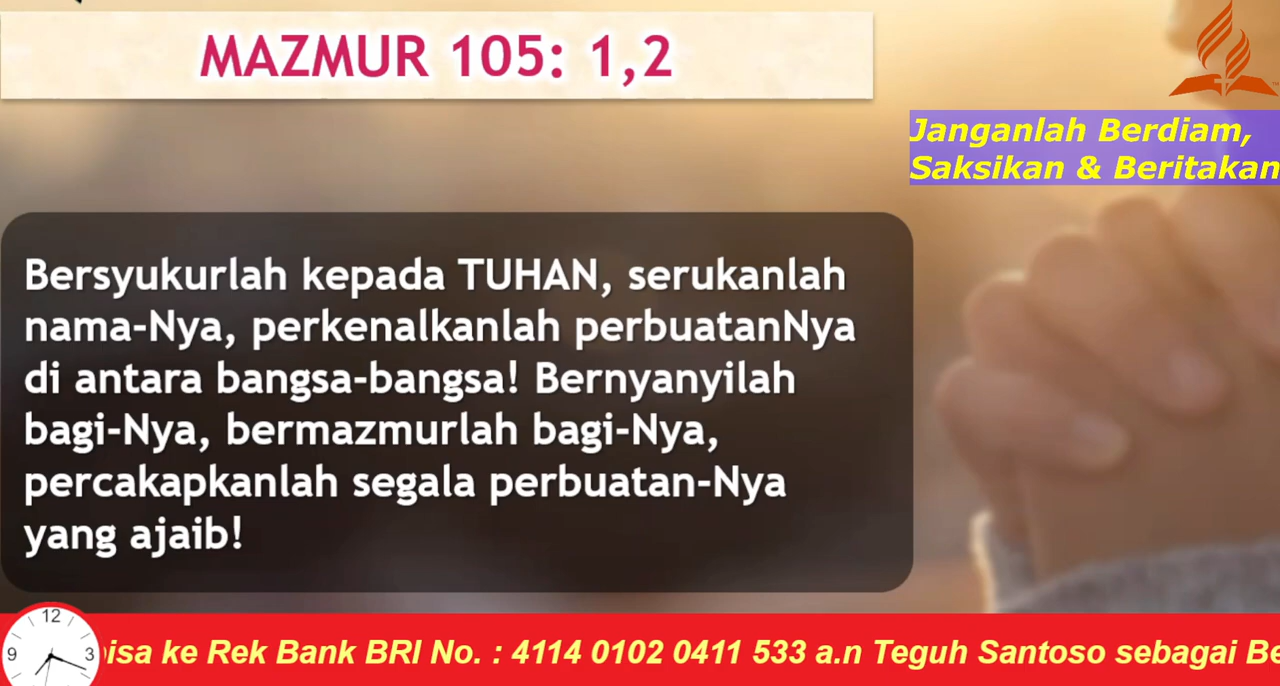 MAZMUR 105: 1,2
Janganlah Berdiam,
Saksikan & Beritakan
Bersyukurlah kepada TUHAN, serukanlah
nama-Nya, perkenalkanlah perbuatanNya
di antara bangsa-bangsa! Bernyanyilah
bagi-Nya, bermazmurlah bagi-Nya,
percakapkanlah segala perbuatan-Nya
yang ajaib!
12
9 3
ke Rek Bank BRI No. : 4114 0102 0411 533 a.n Teguh Santoso sebagai